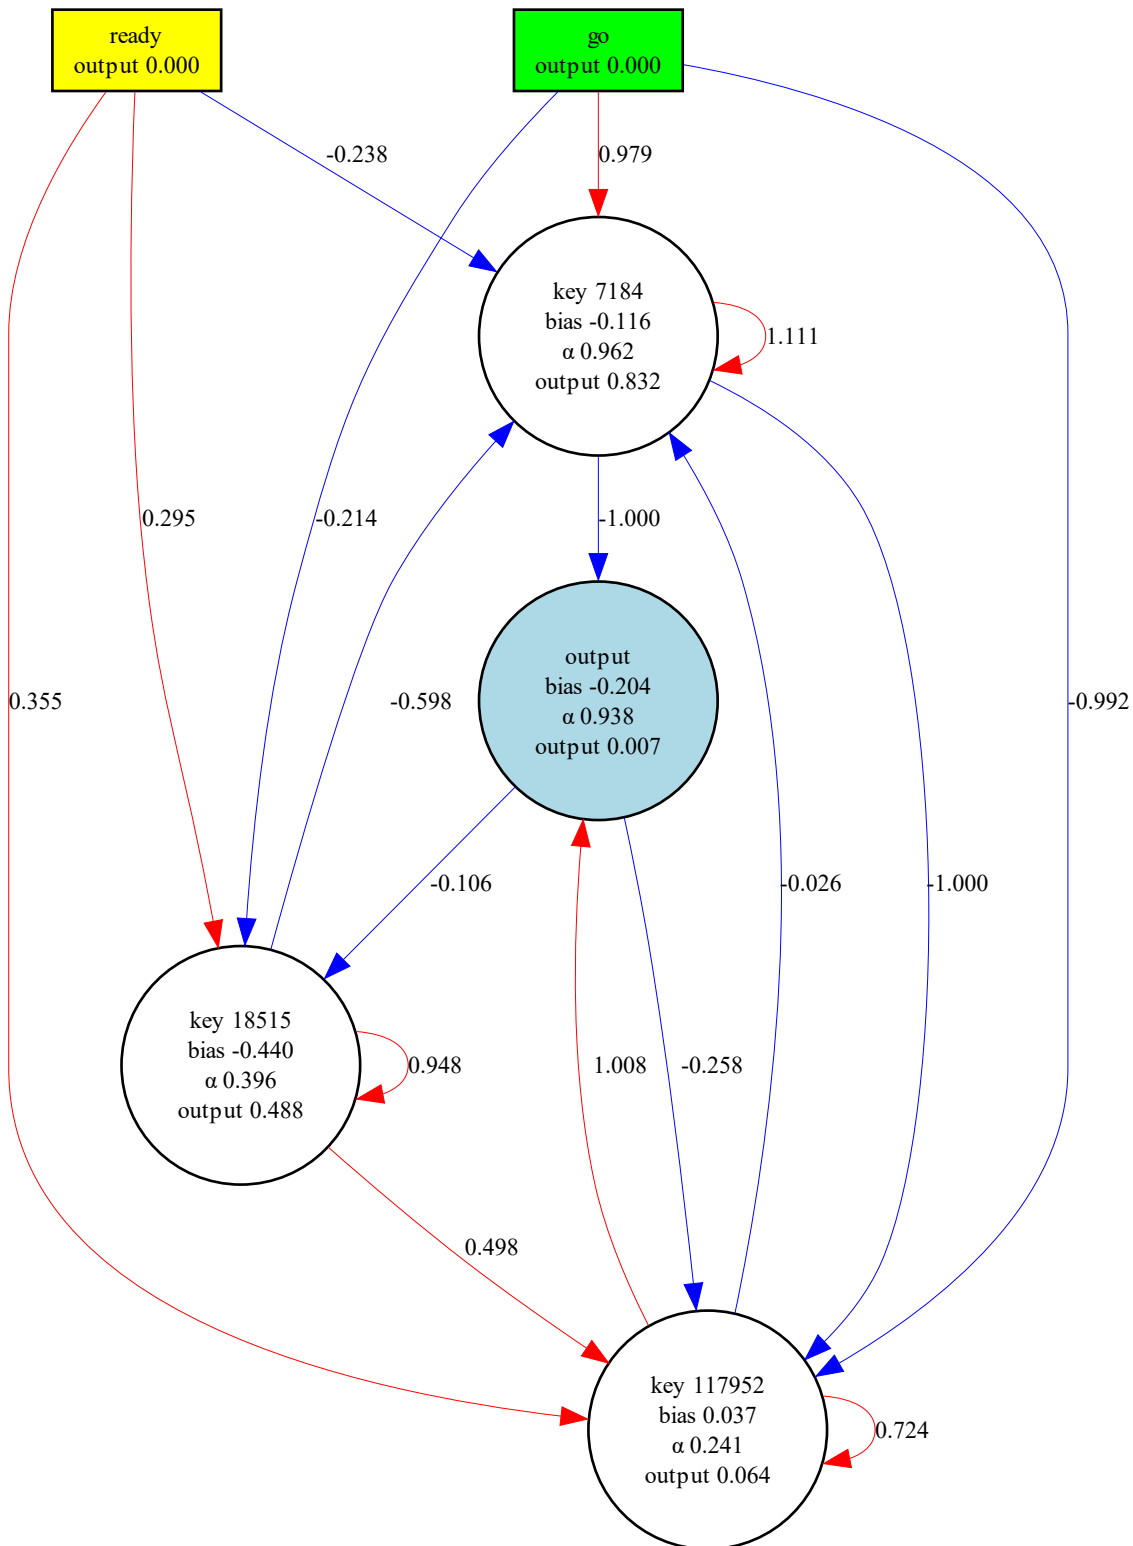 ready
output 0.000
go
output 0.000
-0.238
0.979
key 7184
bias -0.116
α 0.962
output 0.832
1.111
0.295
-0.214
-1.000
output
bias -0.204
α 0.938
output 0.007
0.355
-0.598
-0.992
-0.106
-0.026
-1.000
key 18515
bias -0.440
α 0.396
output 0.488
0.948
1.008
-0.258
0.498
key 117952
bias 0.037
α 0.241
output 0.064
0.724